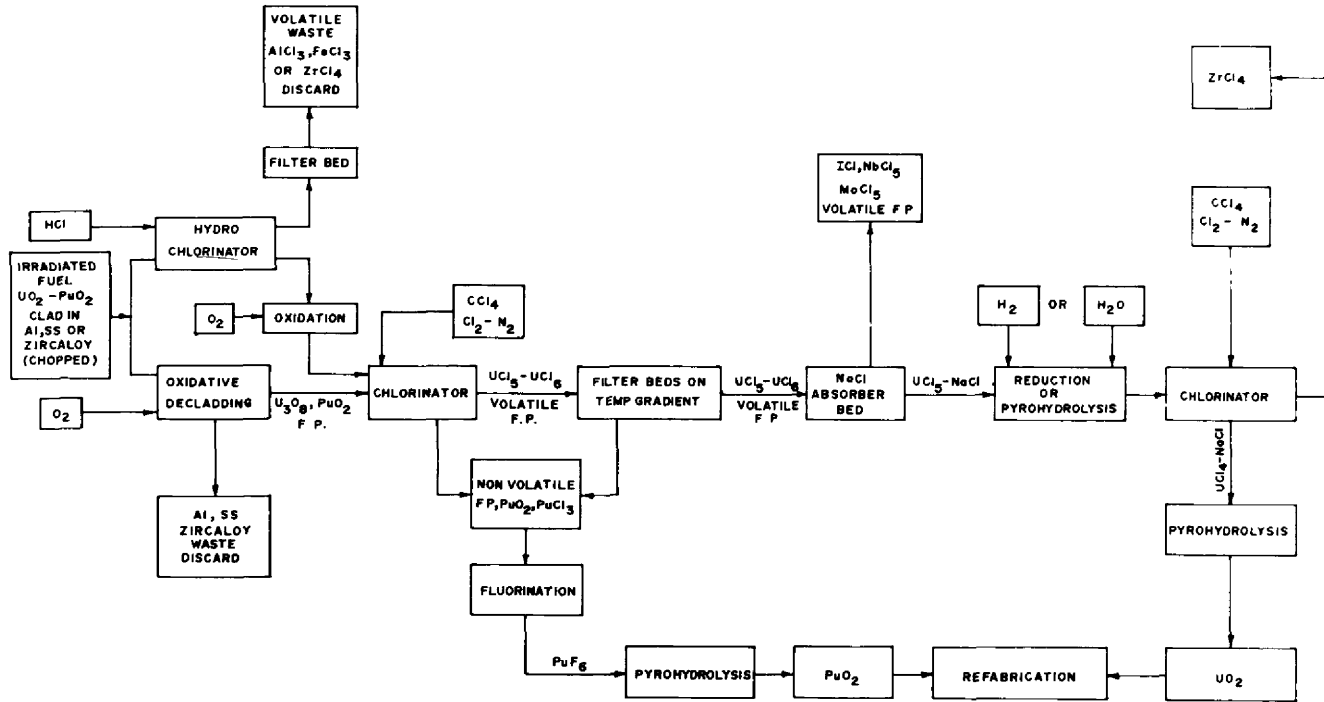 VOLATILE
WASTE
AlCl3, FeCl3
OR ZrCl4
DISCARD
FILTER BED
HCl
HYDRO
CHLORINATOR
IRRADIATED
FUEL
UO2-PuO2
CLAD IN
Al, SS OR
ZIRCALOY
(CHOPPED)
O2
OXIDATION
O2
OXIDATIVE
DECLADDING
U3O8, PuO2
F P.
Al, SS
ZIRCALOY
WASTE
DISCARD
CCl4
Cl2-N2
CHLORINATOR
UCl5-UCl6
VOLATILE
F.P.
FILTER BEDS ON
TEMP GRADIENT
UCl5-UCl6
VOLATILE
F P
NON VOLATILE
FP, PuO2, PuCl3
FLUORINATION
PuF6
PYROHYDROLYSIS
PuO2
REFABRICATION
ICl, NbCl5
MoCl5
VOLATILE F P
NaCl
ABSORBER
BED
UCl5-NaCl
H2 OR H2O
REDUCTION
OR
PYROHYDROLYSIS
ZrCl4
CCl4
Cl2-N2
CHLORINATOR
UCl4-NaCl
PYROHYDROLYSIS
UO2